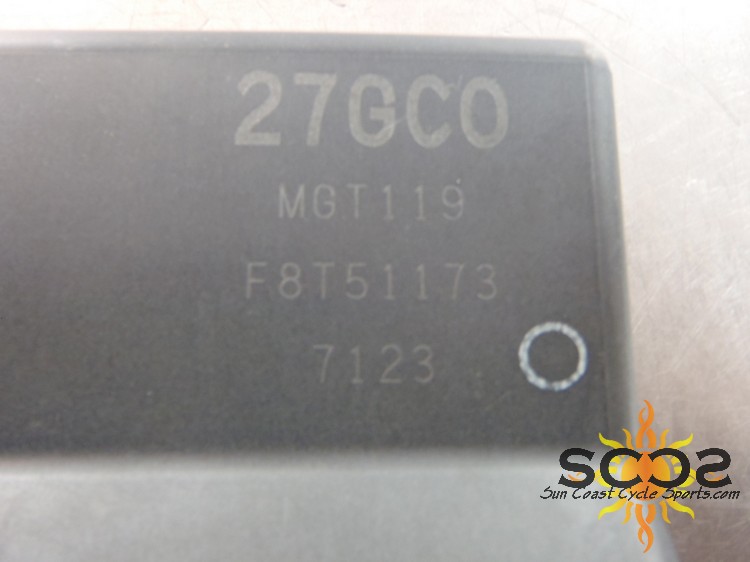 27GC0
MGT119
F8T51173
7123
SCCS
Sun Coast Cycle Sports.com